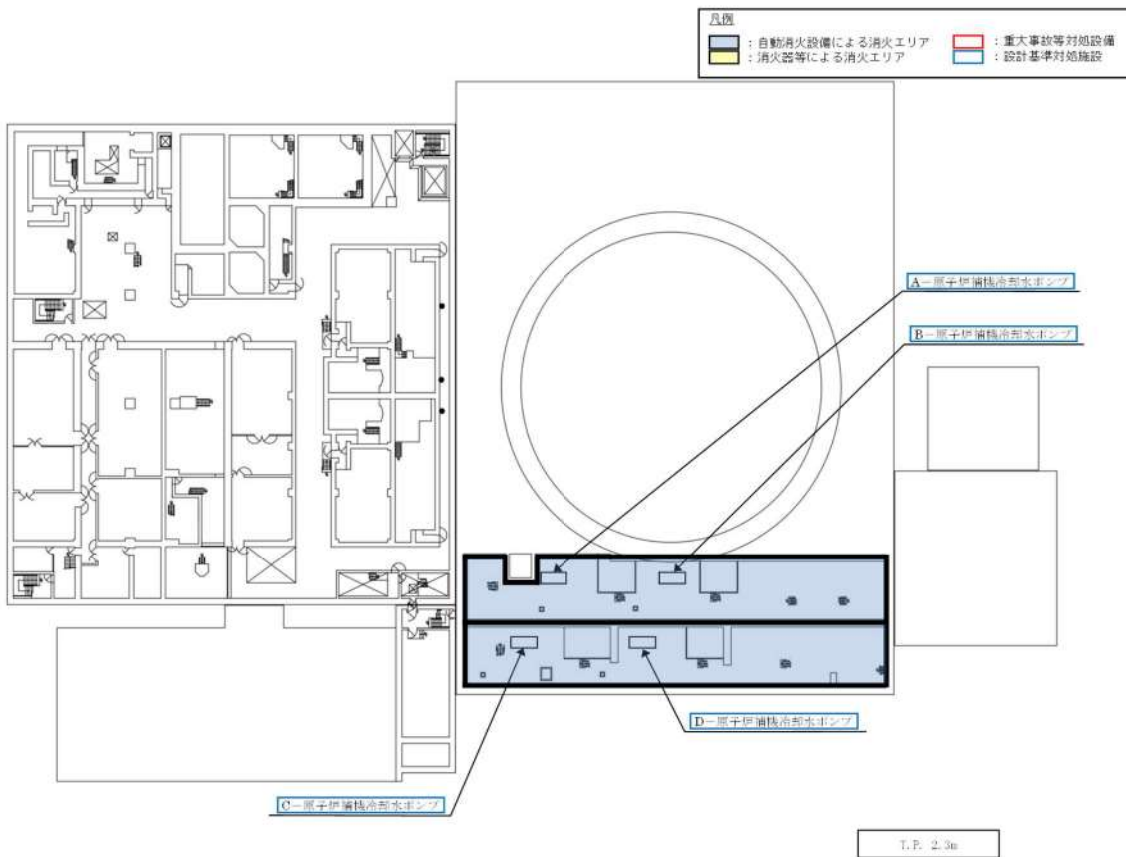 凡例
：自動消火設備による消火エリア
：重大事故等対処設備
：消火器等による消火エリア
：設計基準対処施設
A－原子炉補機冷却水ポンプ
B－原子炉補機冷却水ポンプ
D－原子炉補機冷却水ポンプ
C－原子炉補機冷却水ポンプ
T.P. 2.3m